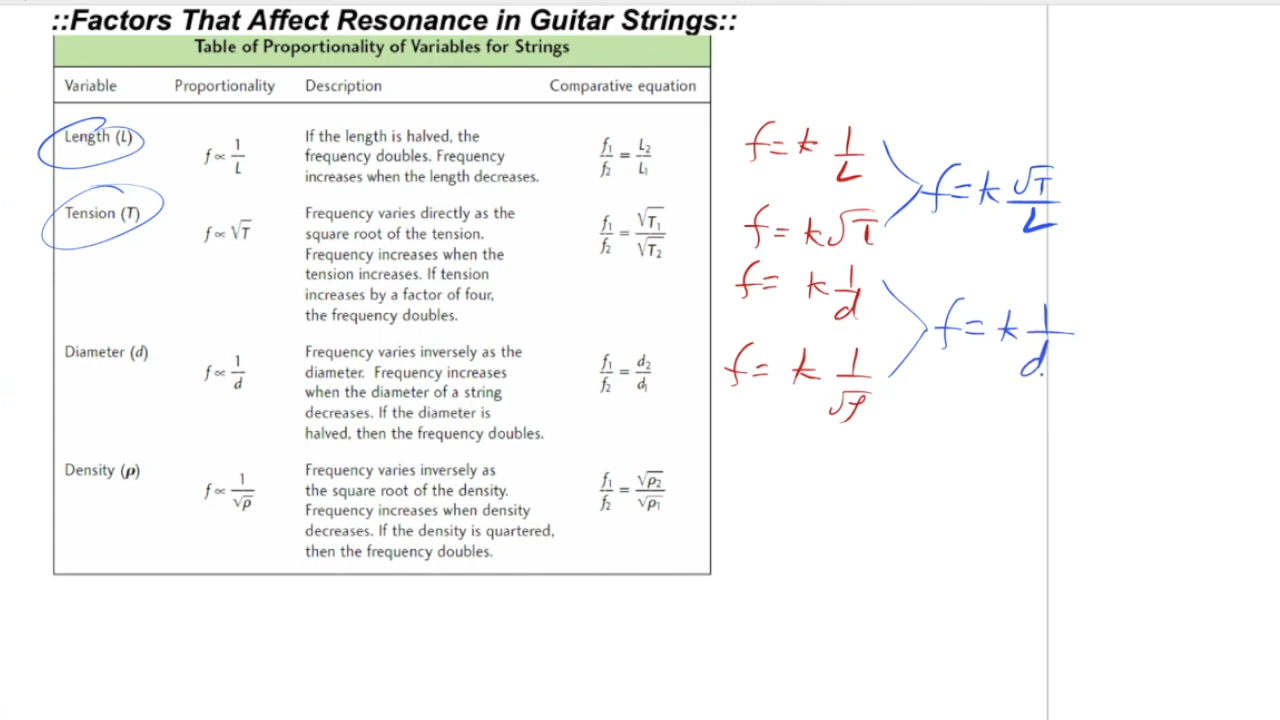 ::Factors That Affect Resonance in Guitar Strings::
Table of Proportionality of Variables for Strings
Variable Proportionality Description Comparative equation
Length (L) f ∝ 1/L If the length is halved, the f₁/f₂ = L₂/L₁
frequency doubles. Frequency
increases when the length decreases.
Tension (T) f ∝ √T Frequency varies directly as the f₁/f₂ = √T₁/√T₂
square root of the tension.
Frequency increases when the
tension increases. If tension
increases by a factor of four,
the frequency doubles.
Diameter (d) f ∝ 1/d Frequency varies inversely as the f₁/f₂ = d₂/d₁
diameter. Frequency increases
when the diameter of a string
decreases. If the diameter is
halved, then the frequency doubles.
Density (ρ) f ∝ 1/√ρ Frequency varies inversely as f₁/f₂ = √ρ₂/√ρ₁
the square root of the density.
Frequency increases when density
decreases. If the density is quartered,
then the frequency doubles.
f = k 1/L
f = k √T
f = k 1/d
f = k 1/√ρ
f = k √T/L
f = k 1/d